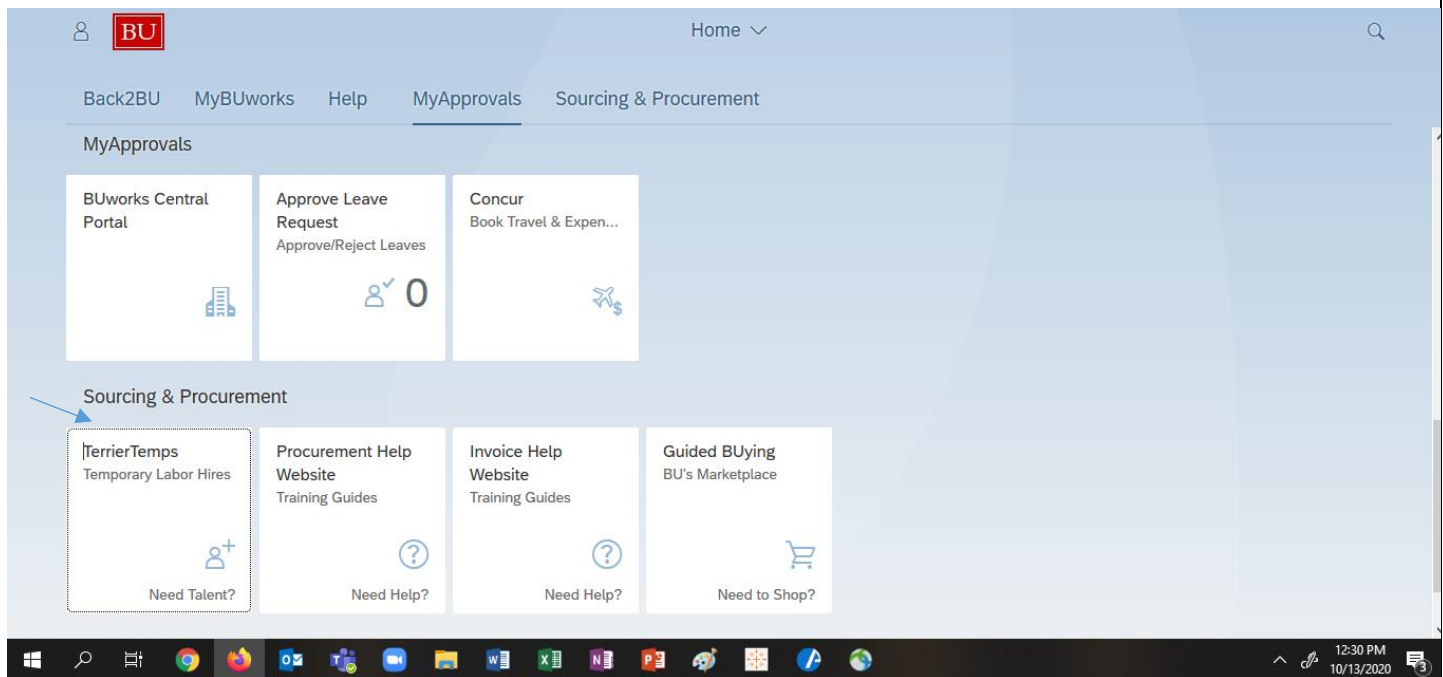 BU
Home
Back2BU MyBUworks Help MyApprovals Sourcing & Procurement
MyApprovals
BUworks Central
Portal
Approve Leave
Request
Approve/Reject Leaves
0
Concur
Book Travel & Expen...
Sourcing & Procurement
TerrierTemps
Temporary Labor Hires
Need Talent?
Procurement Help
Website
Training Guides
Need Help?
Invoice Help
Website
Training Guides
Need Help?
Guided BUying
BU's Marketplace
Need to Shop?
12:30 PM
10/13/2020
3